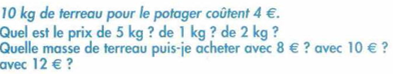 10 kg de terreau pour le potager coûtent 4 €.
Quel est le prix de 5 kg ? de 1 kg ? de 2 kg ?
Quelle masse de terreau puis-je acheter avec 8 € ? avec 10 € ?
avec 12 € ?